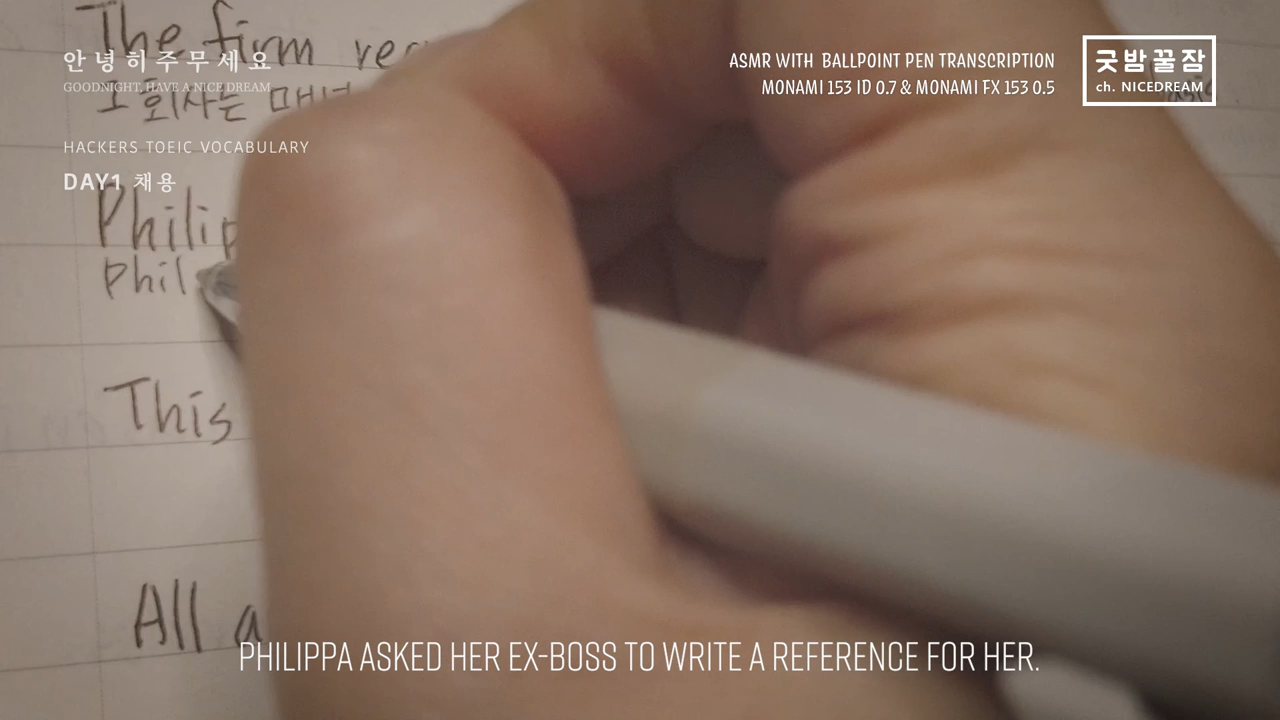 안녕히주무세요
GOODNIGHT, HAVE A NICE DREAM
HACKERS TOEIC VOCABULARY
DAY1 채용
ASMR WITH BALLPOINT PEN TRANSCRIPTION
MONAMI 153 ID 0.7 & MONAMI FX 153 0.5
굿밤꿀잠
ch. NICEDREAM
The firm
회사는
Philip
Phil
This
All a
PHILIPPA ASKED HER EX-BOSS TO WRITE A REFERENCE FOR HER.